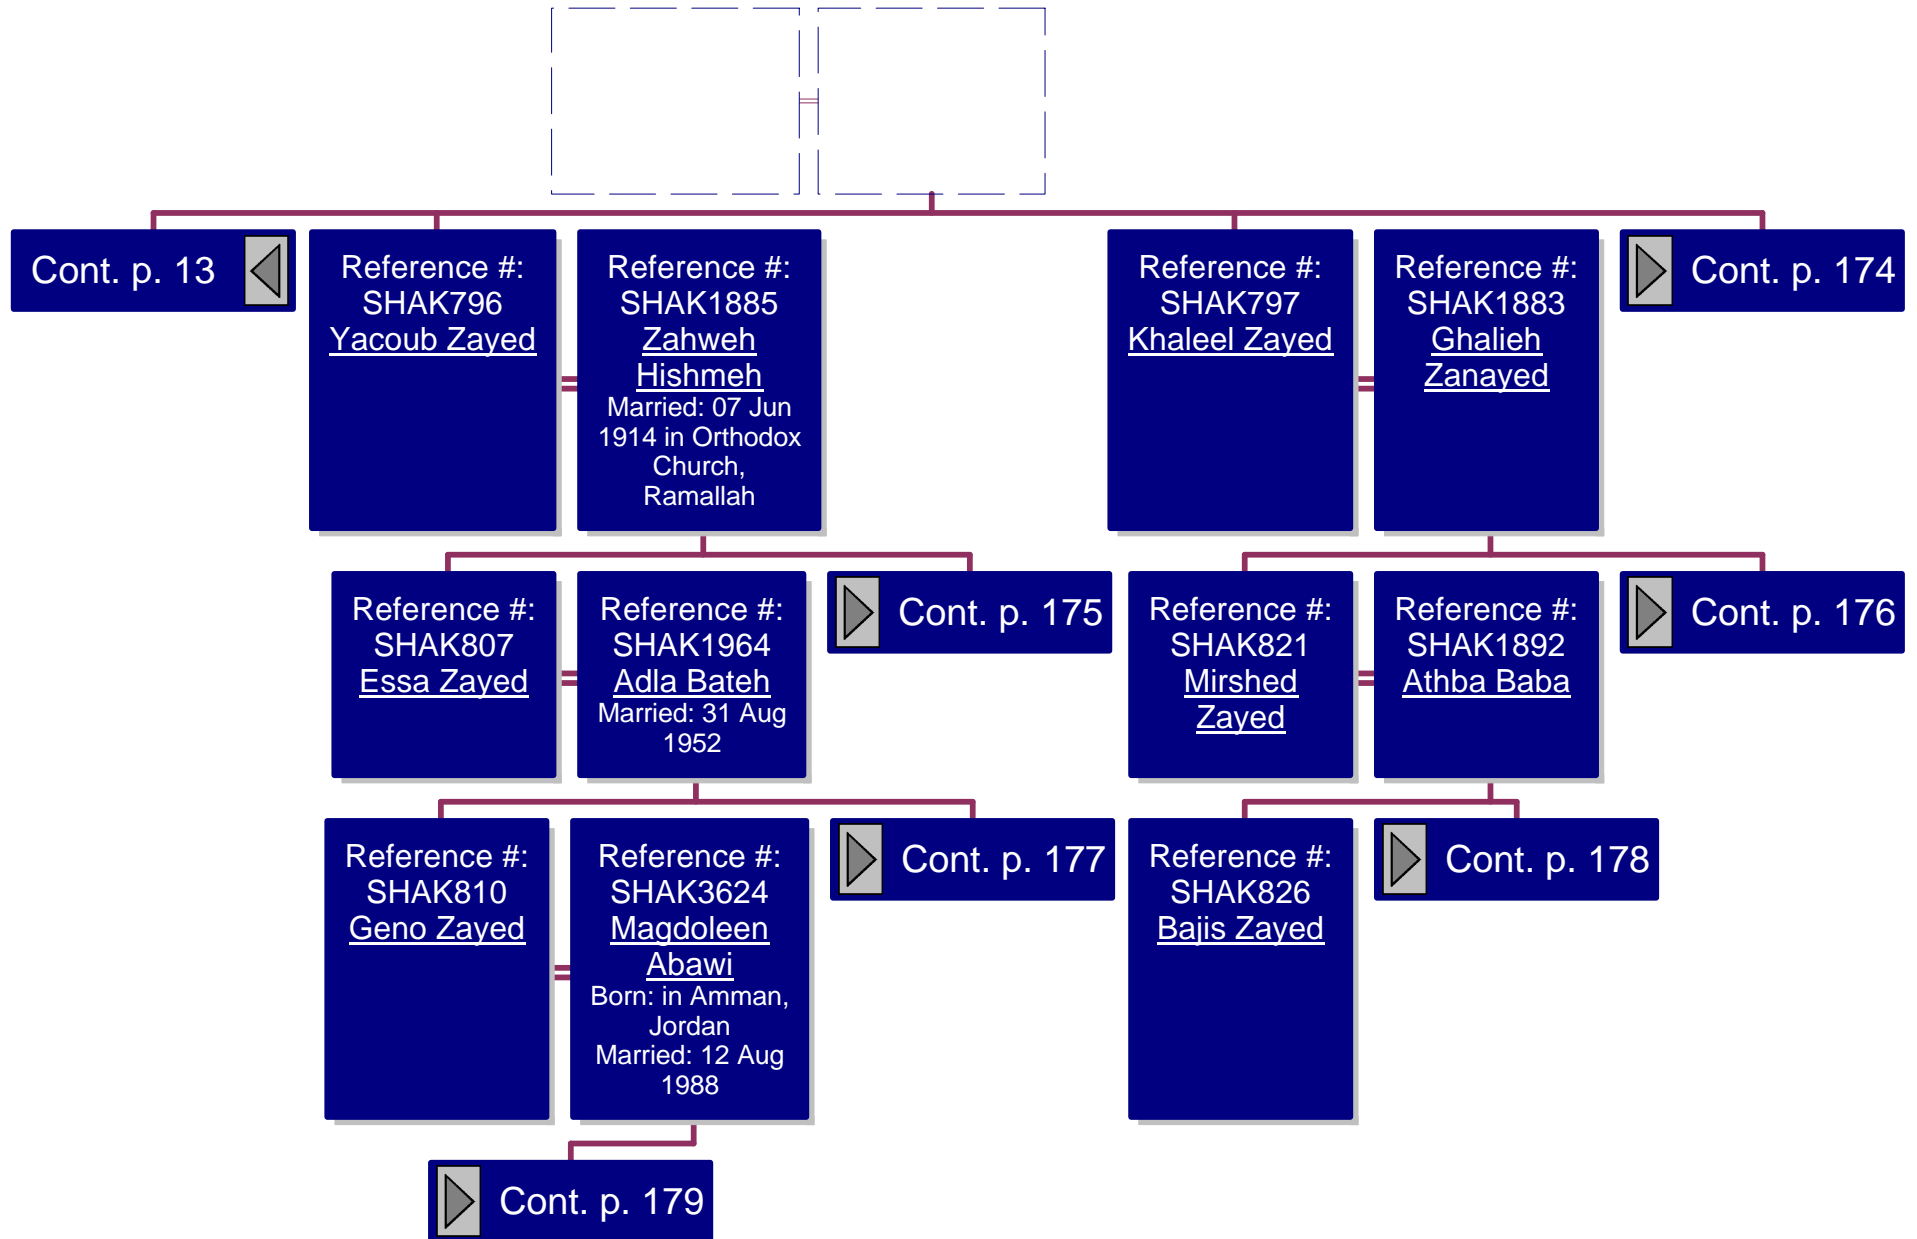 Cont. p. 13
Reference #:
SHAK796
Yacoub Zayed
Reference #:
SHAK1885
Zahweh
Hishmeh
Married: 07 Jun
1914 in Orthodox
Church,
Ramallah
Reference #:
SHAK797
Khaleel Zayed
Reference #:
SHAK1883
Ghalieh
Zanayed
Cont. p. 174
Reference #:
SHAK807
Essa Zayed
Reference #:
SHAK1964
Adla Bateh
Married: 31 Aug
1952
Cont. p. 175
Reference #:
SHAK821
Mirshed
Zayed
Reference #:
SHAK1892
Athba Baba
Cont. p. 176
Reference #:
SHAK810
Geno Zayed
Reference #:
SHAK3624
Magdoleen
Abawi
Born: in Amman,
Jordan
Married: 12 Aug
1988
Cont. p. 177
Reference #:
SHAK826
Bajis Zayed
Cont. p. 178
Cont. p. 179